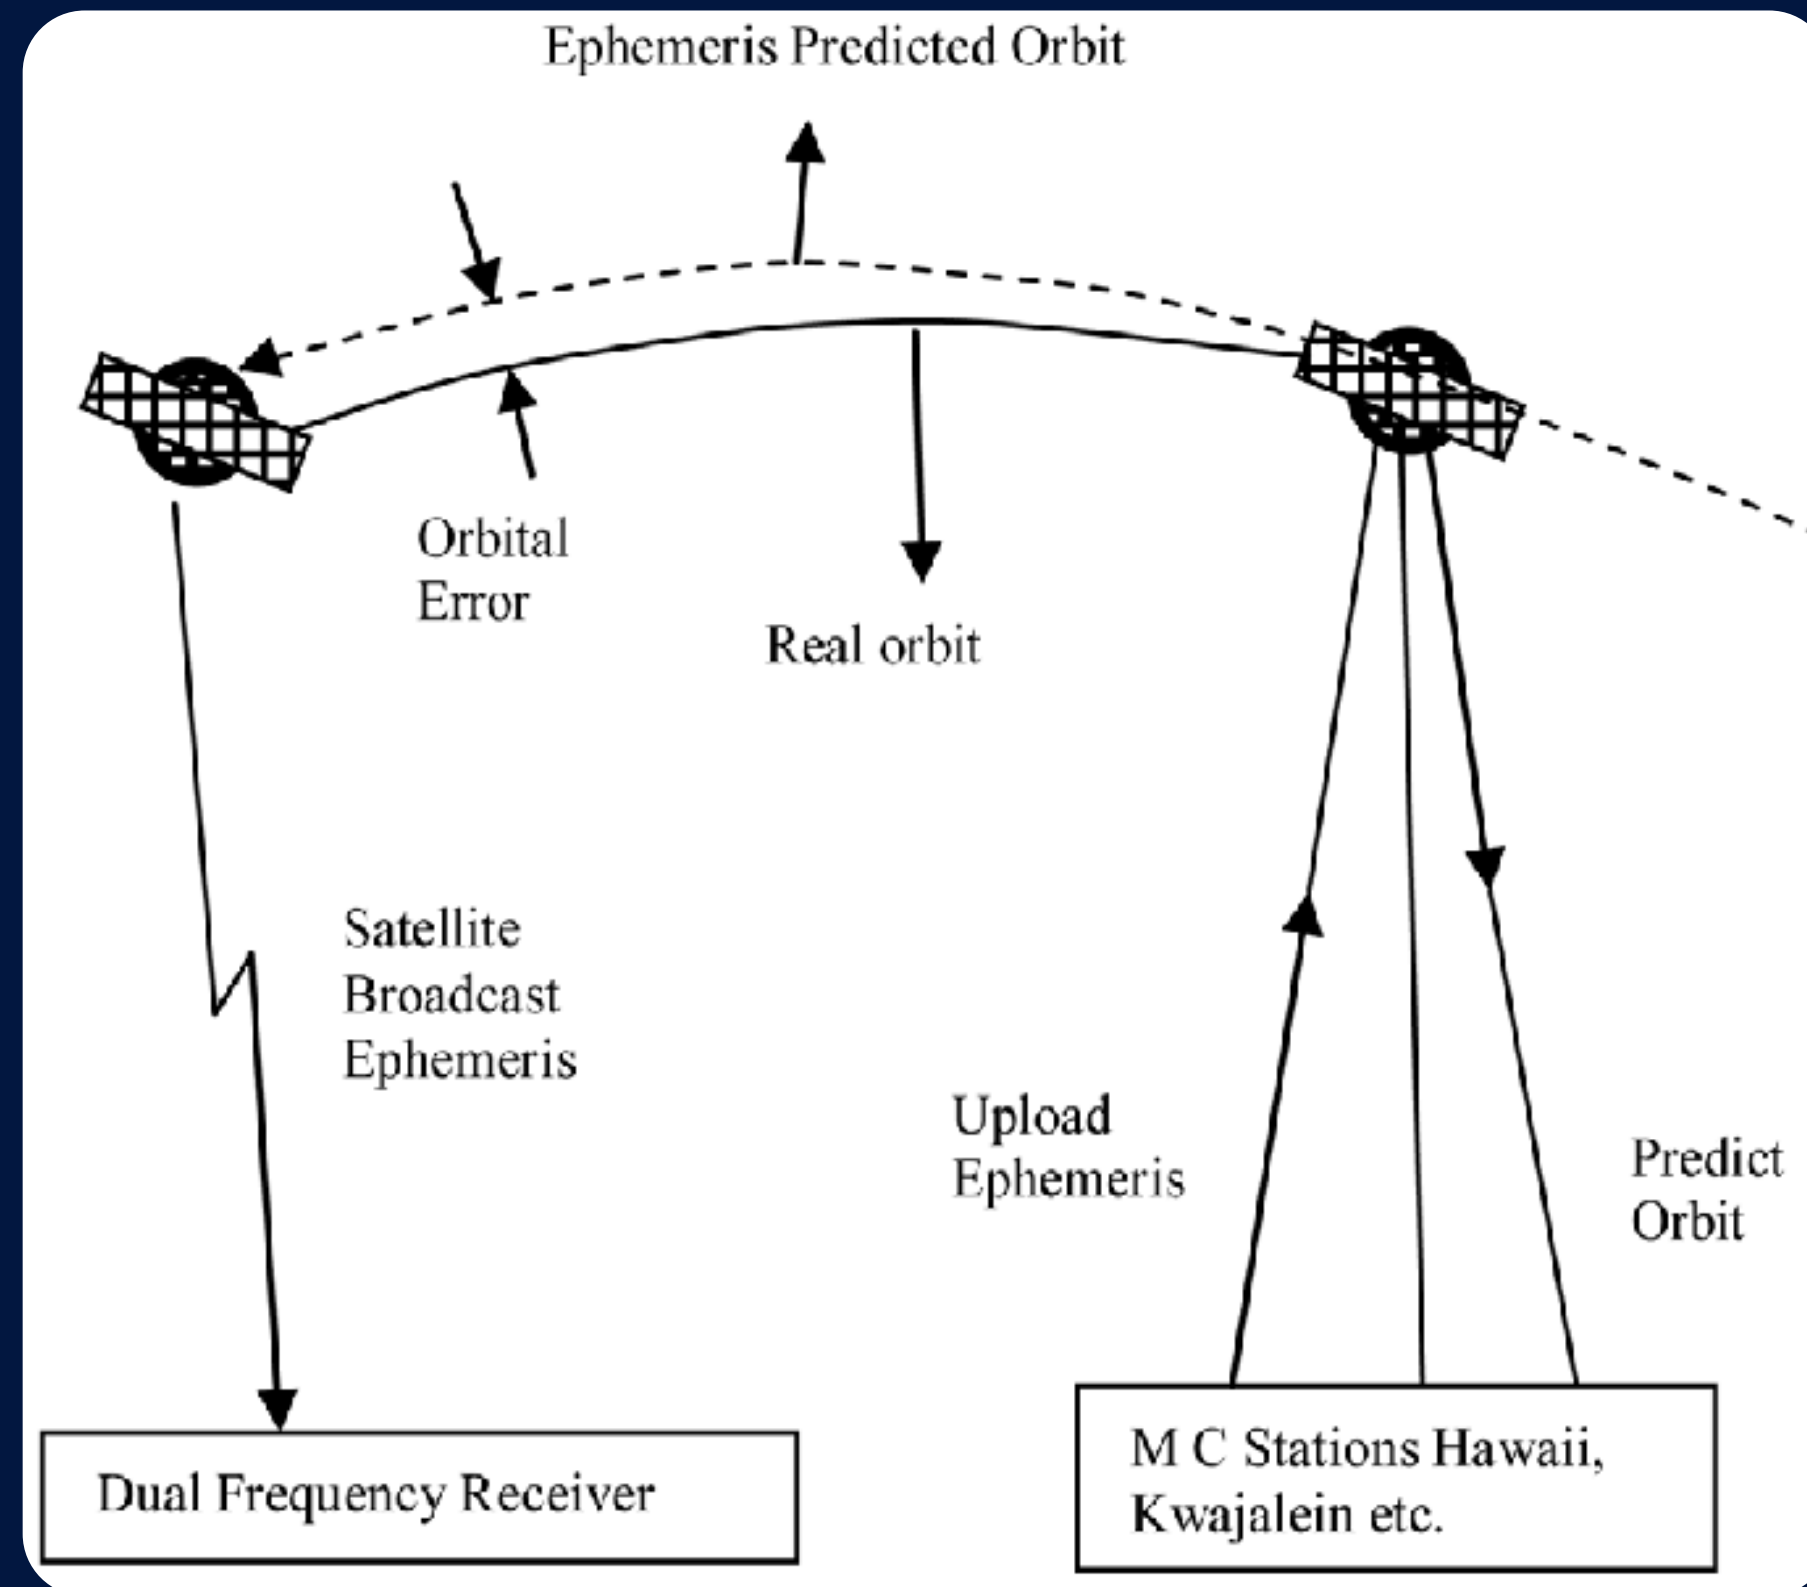 Ephemeris Predicted Orbit
Orbital
Error
Real orbit
Satellite
Broadcast
Ephemeris
Upload
Ephemeris
Predict
Orbit
Dual Frequency Receiver
M C Stations Hawaii,
Kwajalein etc.